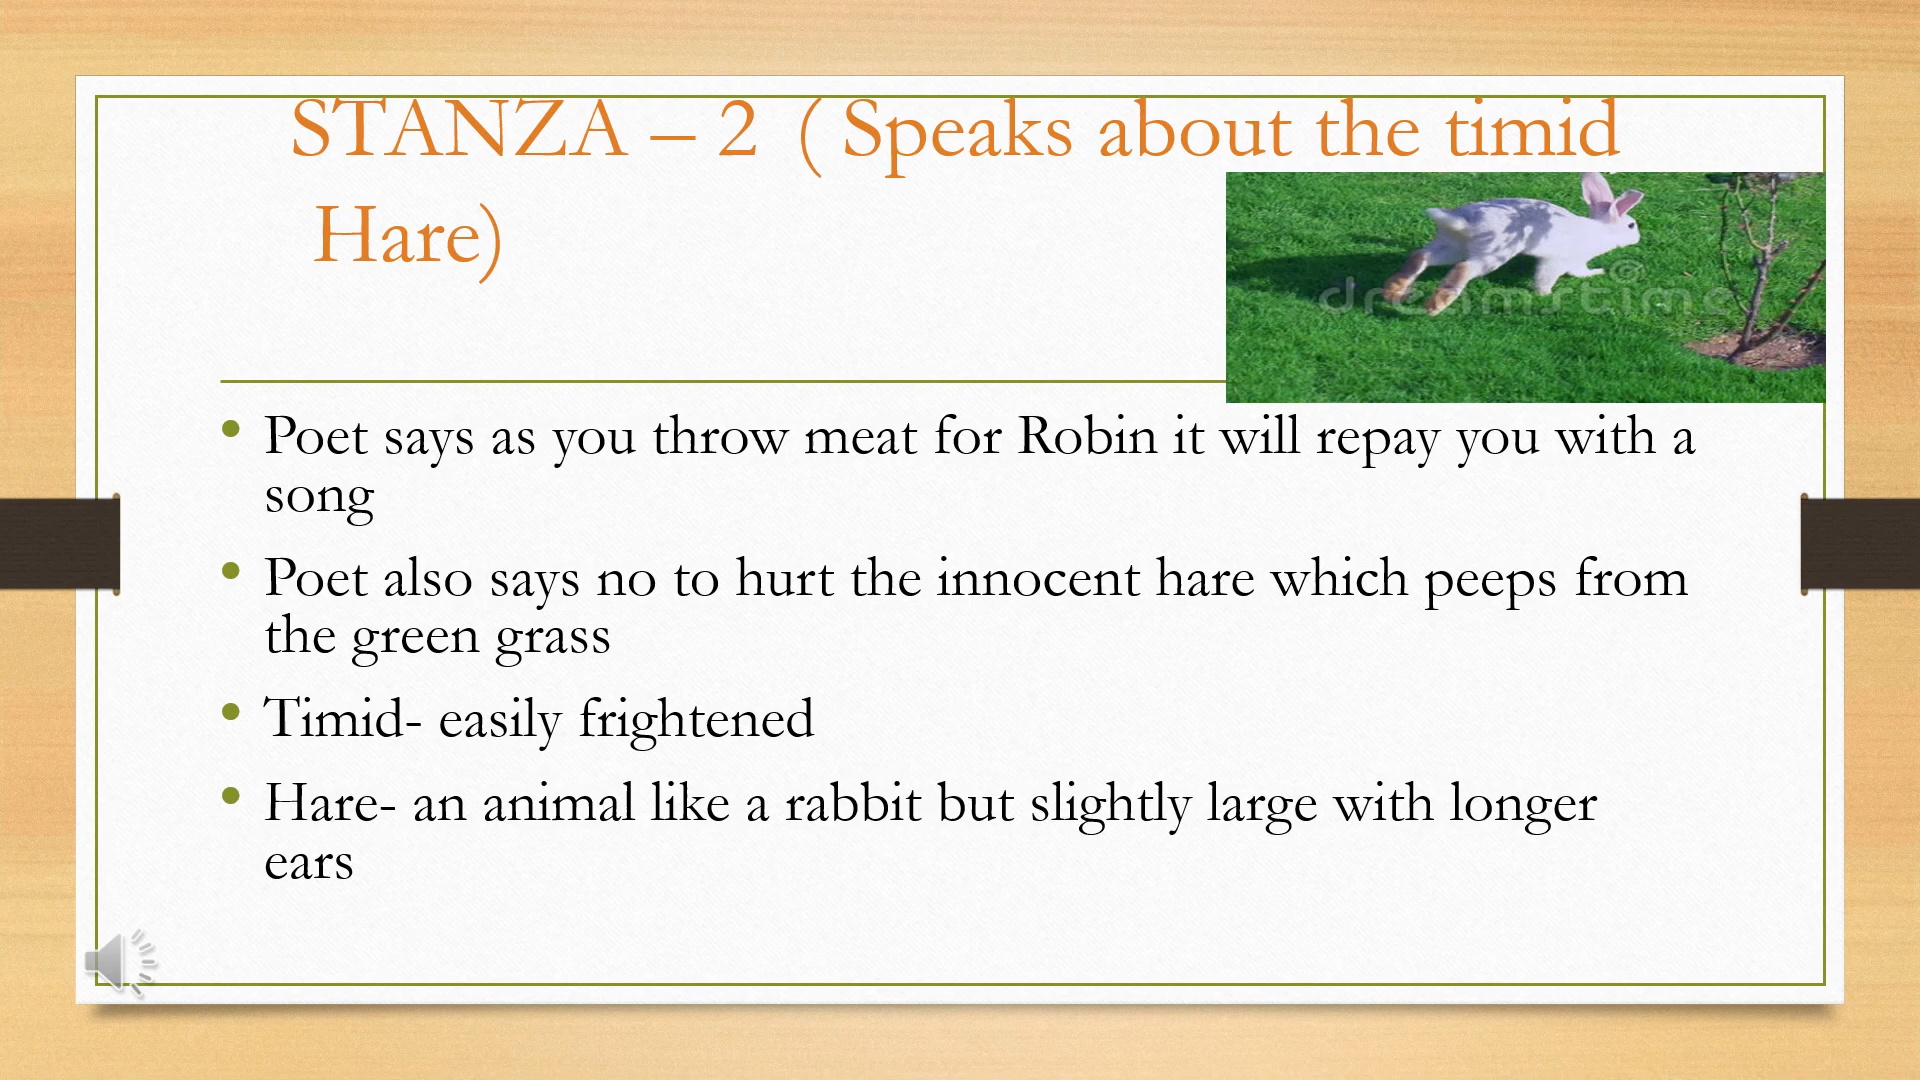 STANZA – 2 ( Speaks about the timid
Hare)
dreamstime
• Poet says as you throw meat for Robin it will repay you with a
song
• Poet also says no to hurt the innocent hare which peeps from
the green grass
• Timid- easily frightened
• Hare- an animal like a rabbit but slightly large with longer
ears